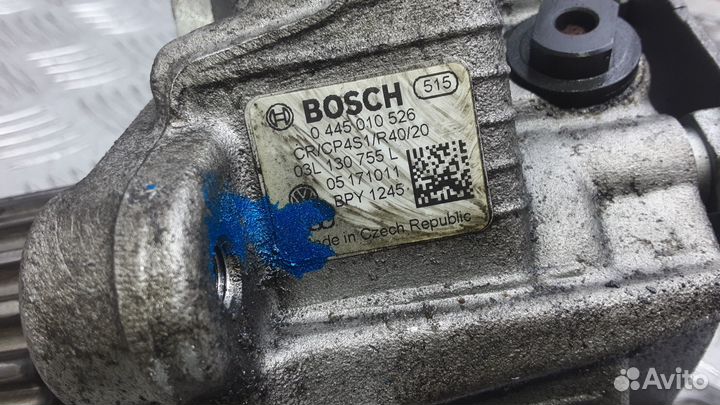 BOSCH 515
0 445 010 526
CR/CP4S1/R40/20
03L 130 755 L
05171011
BPY 1245.
Made in Czech Republic
Avito